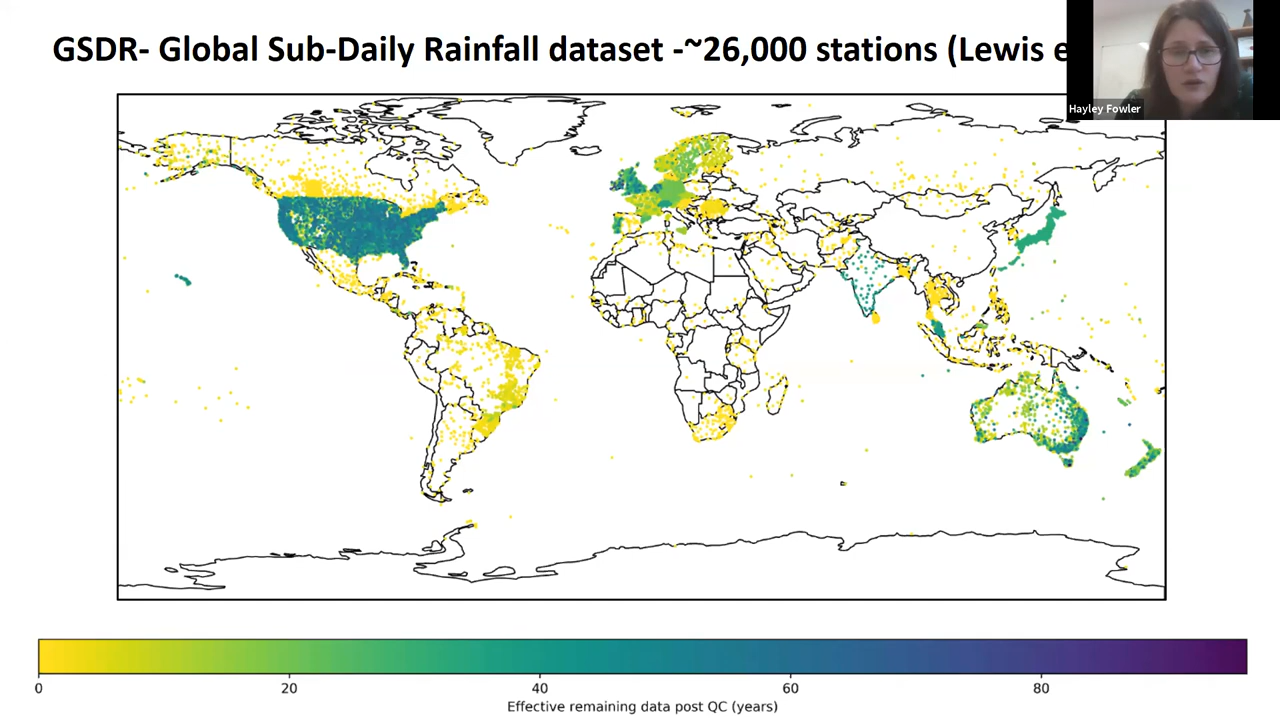 GSDR- Global Sub-Daily Rainfall dataset -~26,000 stations (Lewis e
Hayley Fowler
0 20 40 60 80
Effective remaining data post QC (years)